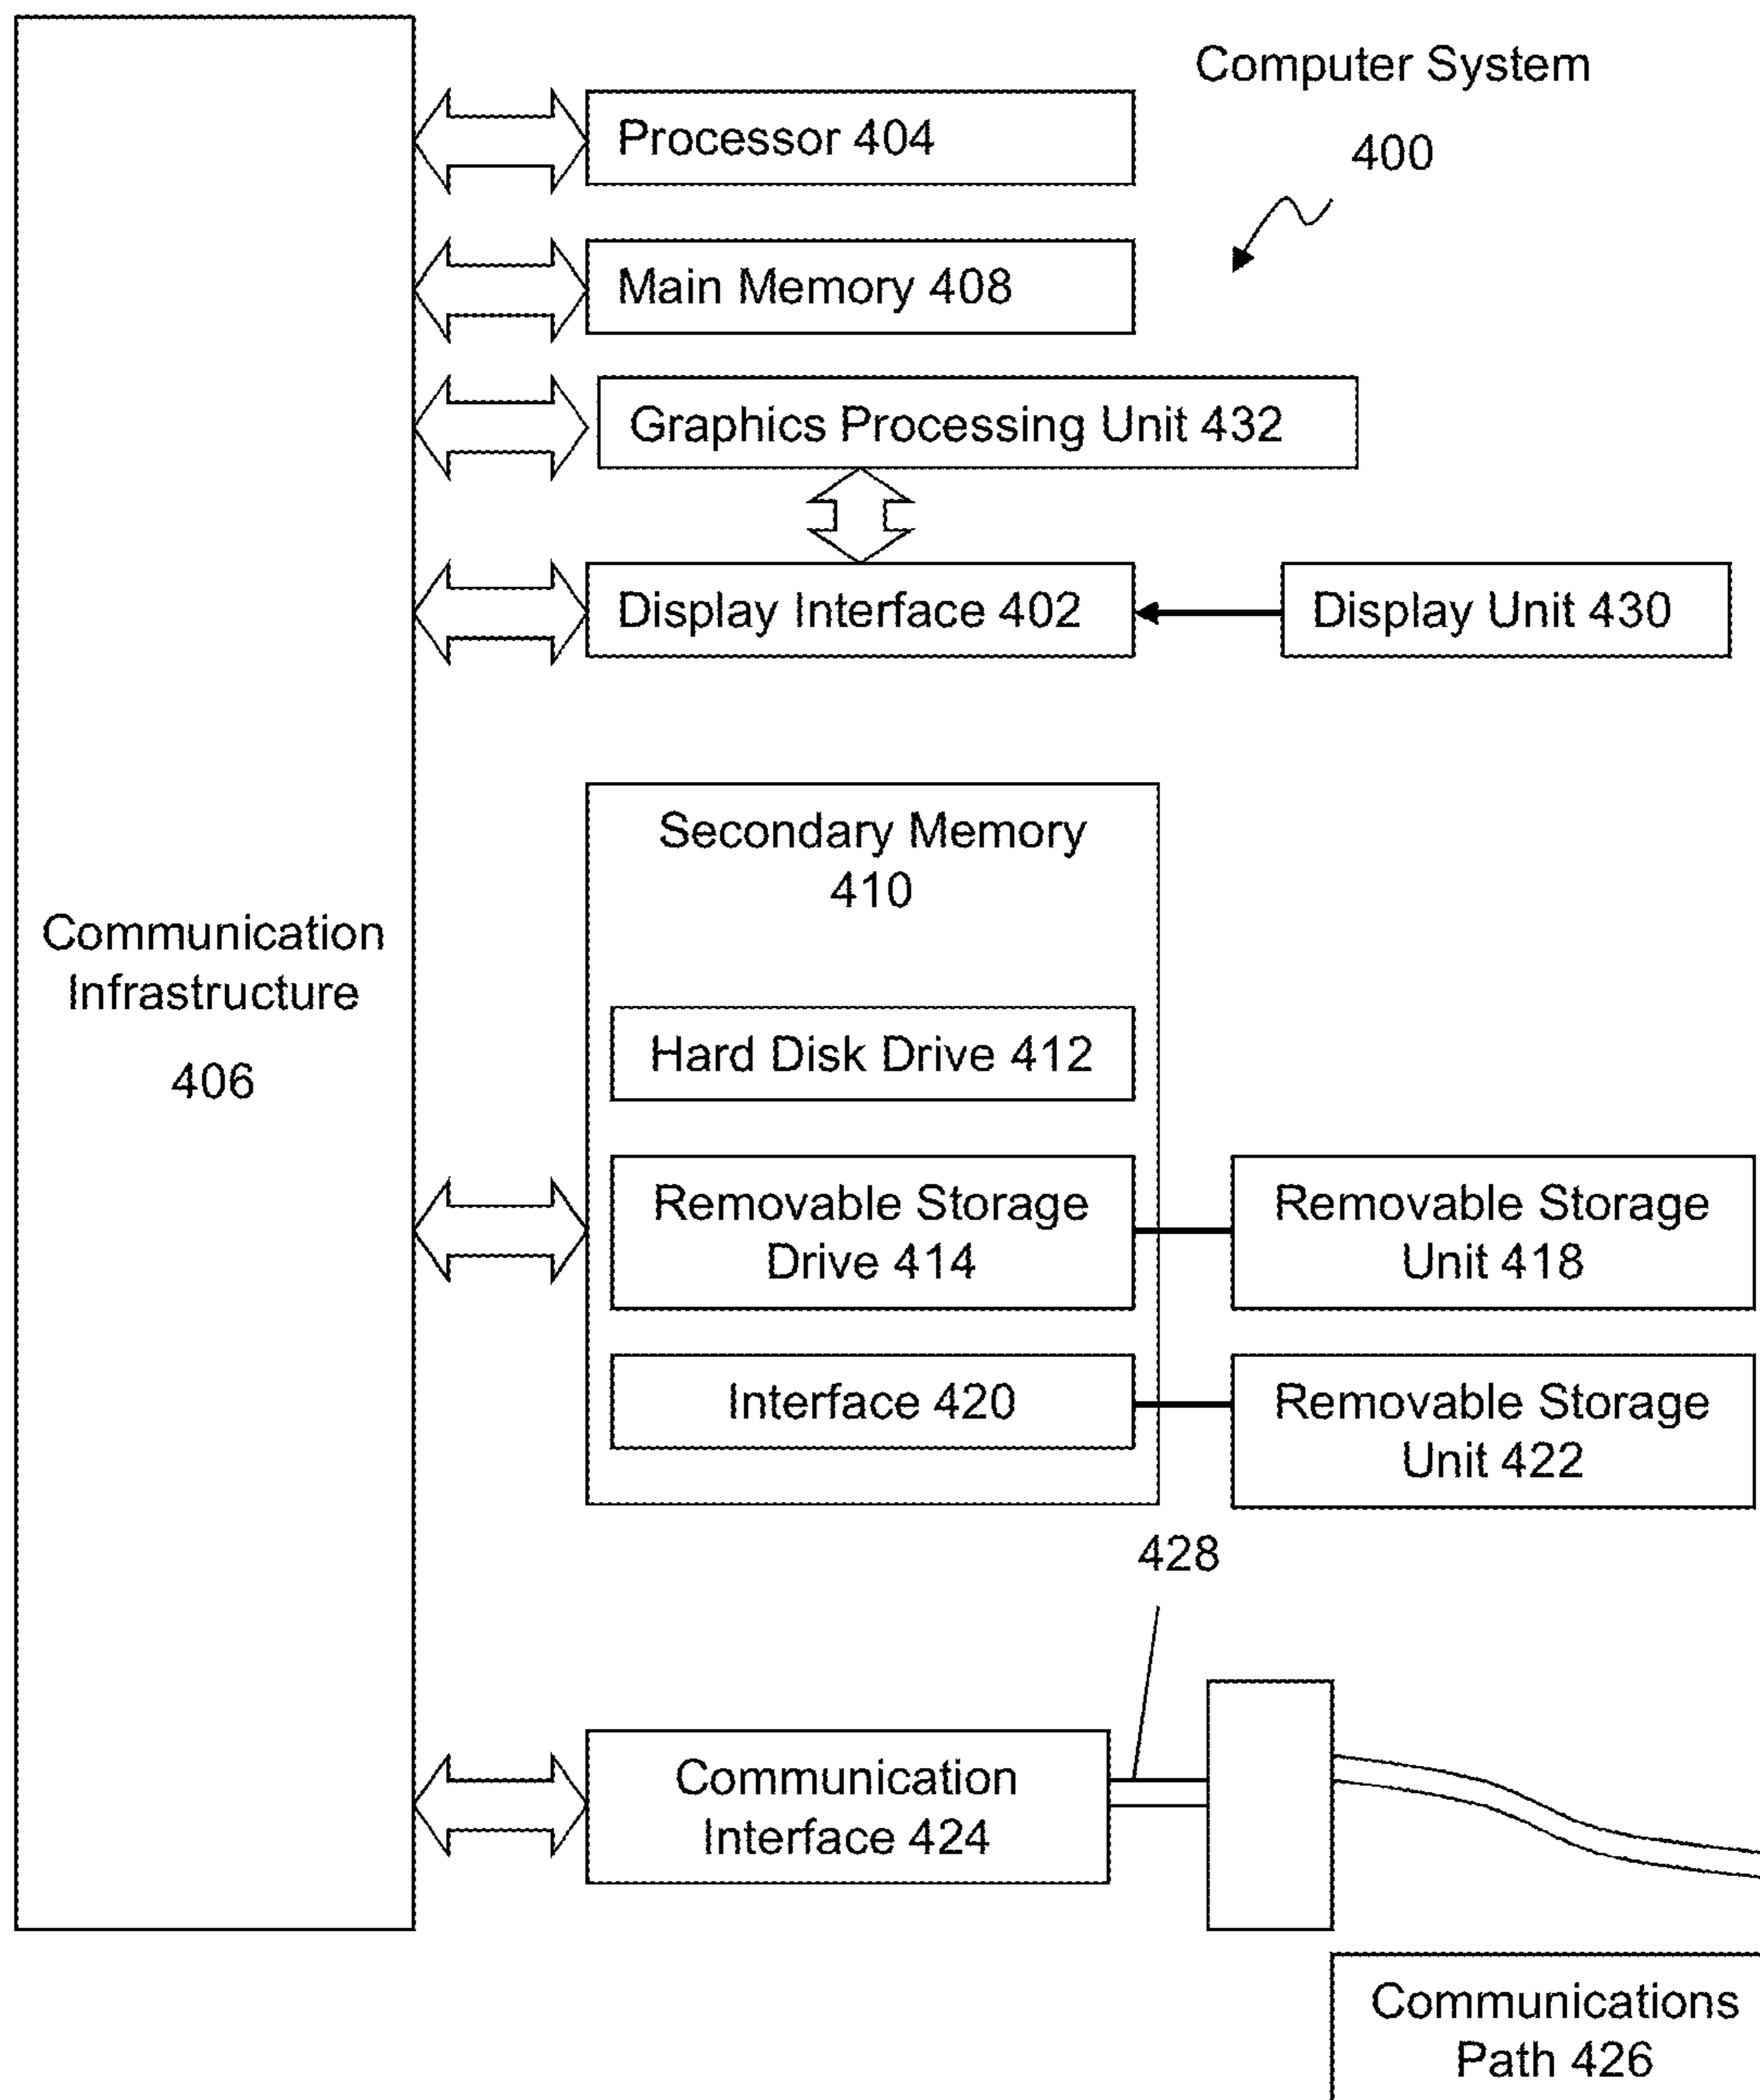 Computer System
400
Processor 404
Main Memory 408
Graphics Processing Unit 432
Display Interface 402
Display Unit 430
Secondary Memory
410
Communication
Infrastructure
406
Hard Disk Drive 412
Removable Storage
Drive 414
Removable Storage
Unit 418
Interface 420
Removable Storage
Unit 422
428
Communication
Interface 424
Communications
Path 426